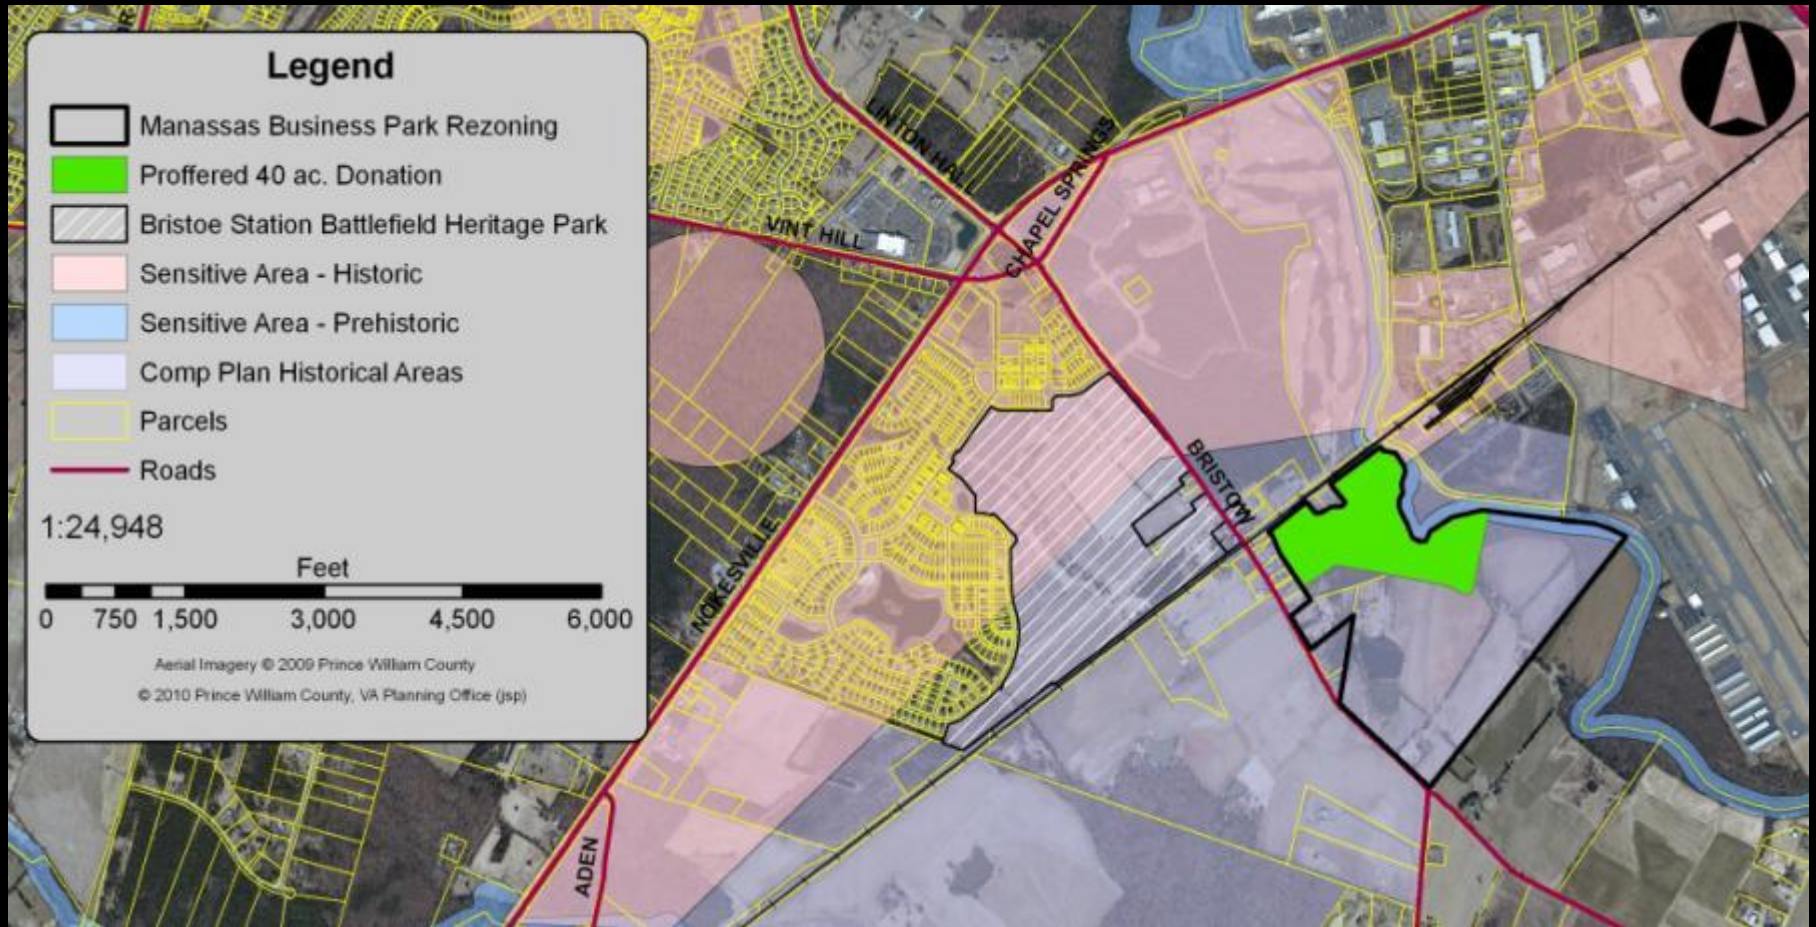 Legend
Manassas Business Park Rezoning
Proffered 40 ac. Donation
Bristoe Station Battlefield Heritage Park
Sensitive Area - Historic
Sensitive Area - Prehistoric
Comp Plan Historical Areas
Parcels
Roads
1:24,948
Feet
0 750 1,500 3,000 4,500 6,000
Aerial Imagery © 2009 Prince William County
© 2010 Prince William County, VA Planning Office (jsp)
LINTON HALL
CHAPEL SPRINGS
VINT HILL
BRISTOW
NOKESVILLE
ADEN